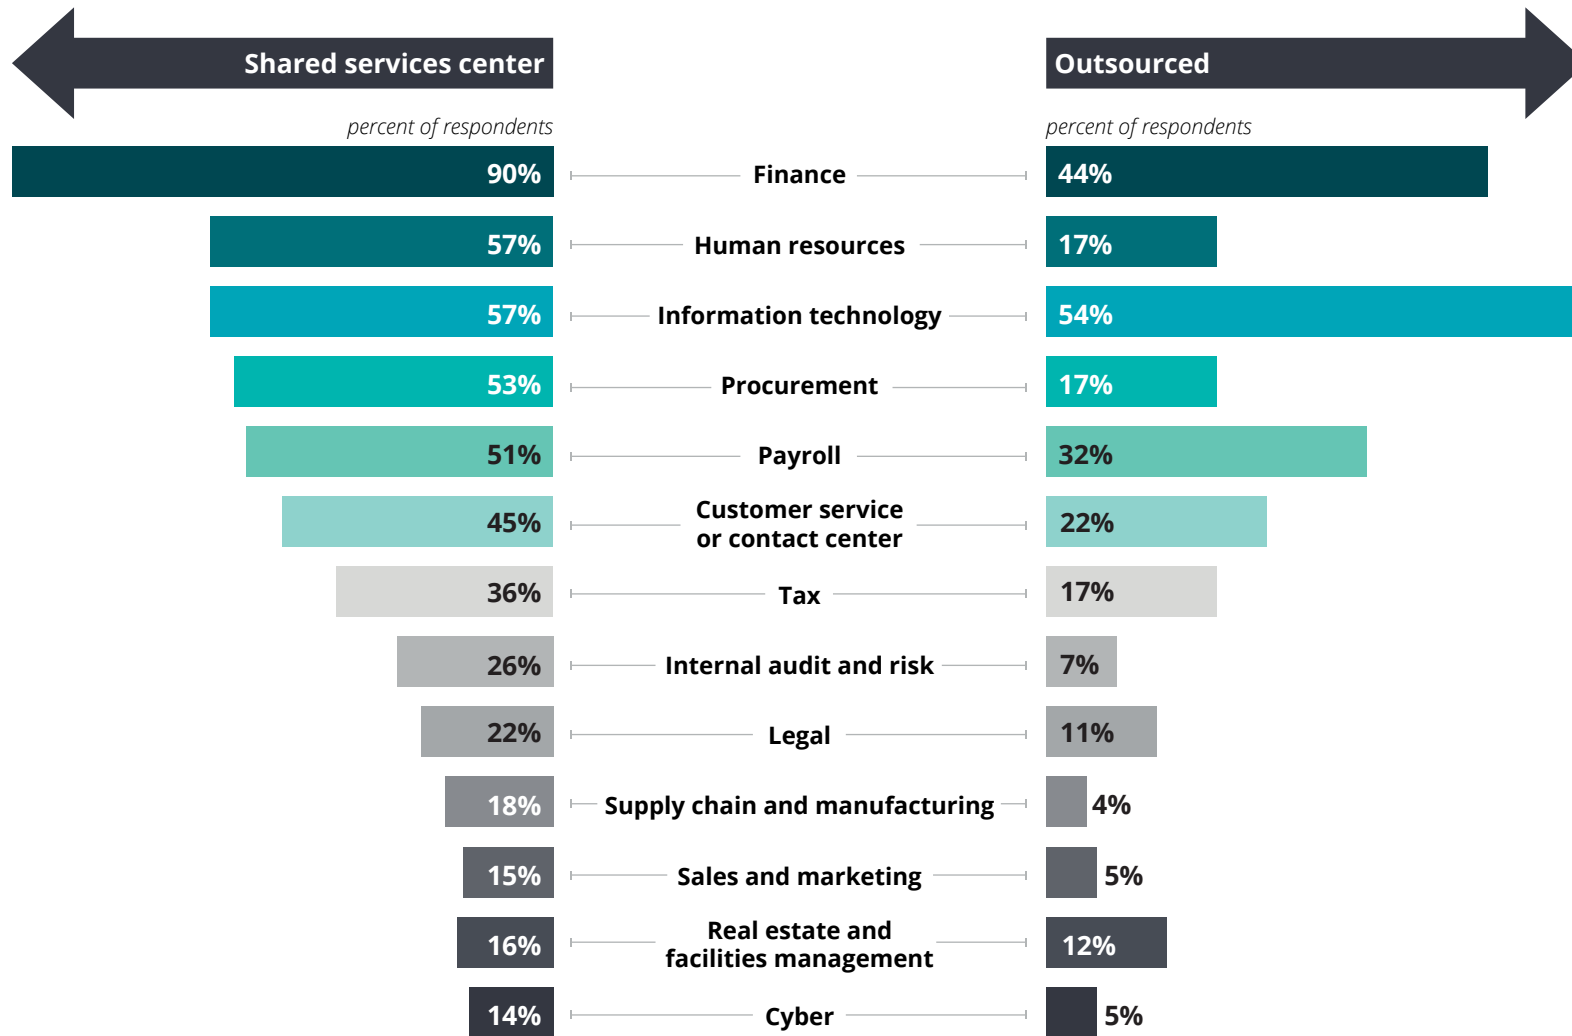 Shared services center
Outsourced
percent of respondents
percent of respondents
90% Finance 44%
57% Human resources 17%
57% Information technology 54%
53% Procurement 17%
51% Payroll 32%
45% Customer service
or contact center 22%
36% Tax 17%
26% Internal audit and risk 7%
22% Legal 11%
18% Supply chain and manufacturing 4%
15% Sales and marketing 5%
16% Real estate and
facilities management 12%
14% Cyber 5%